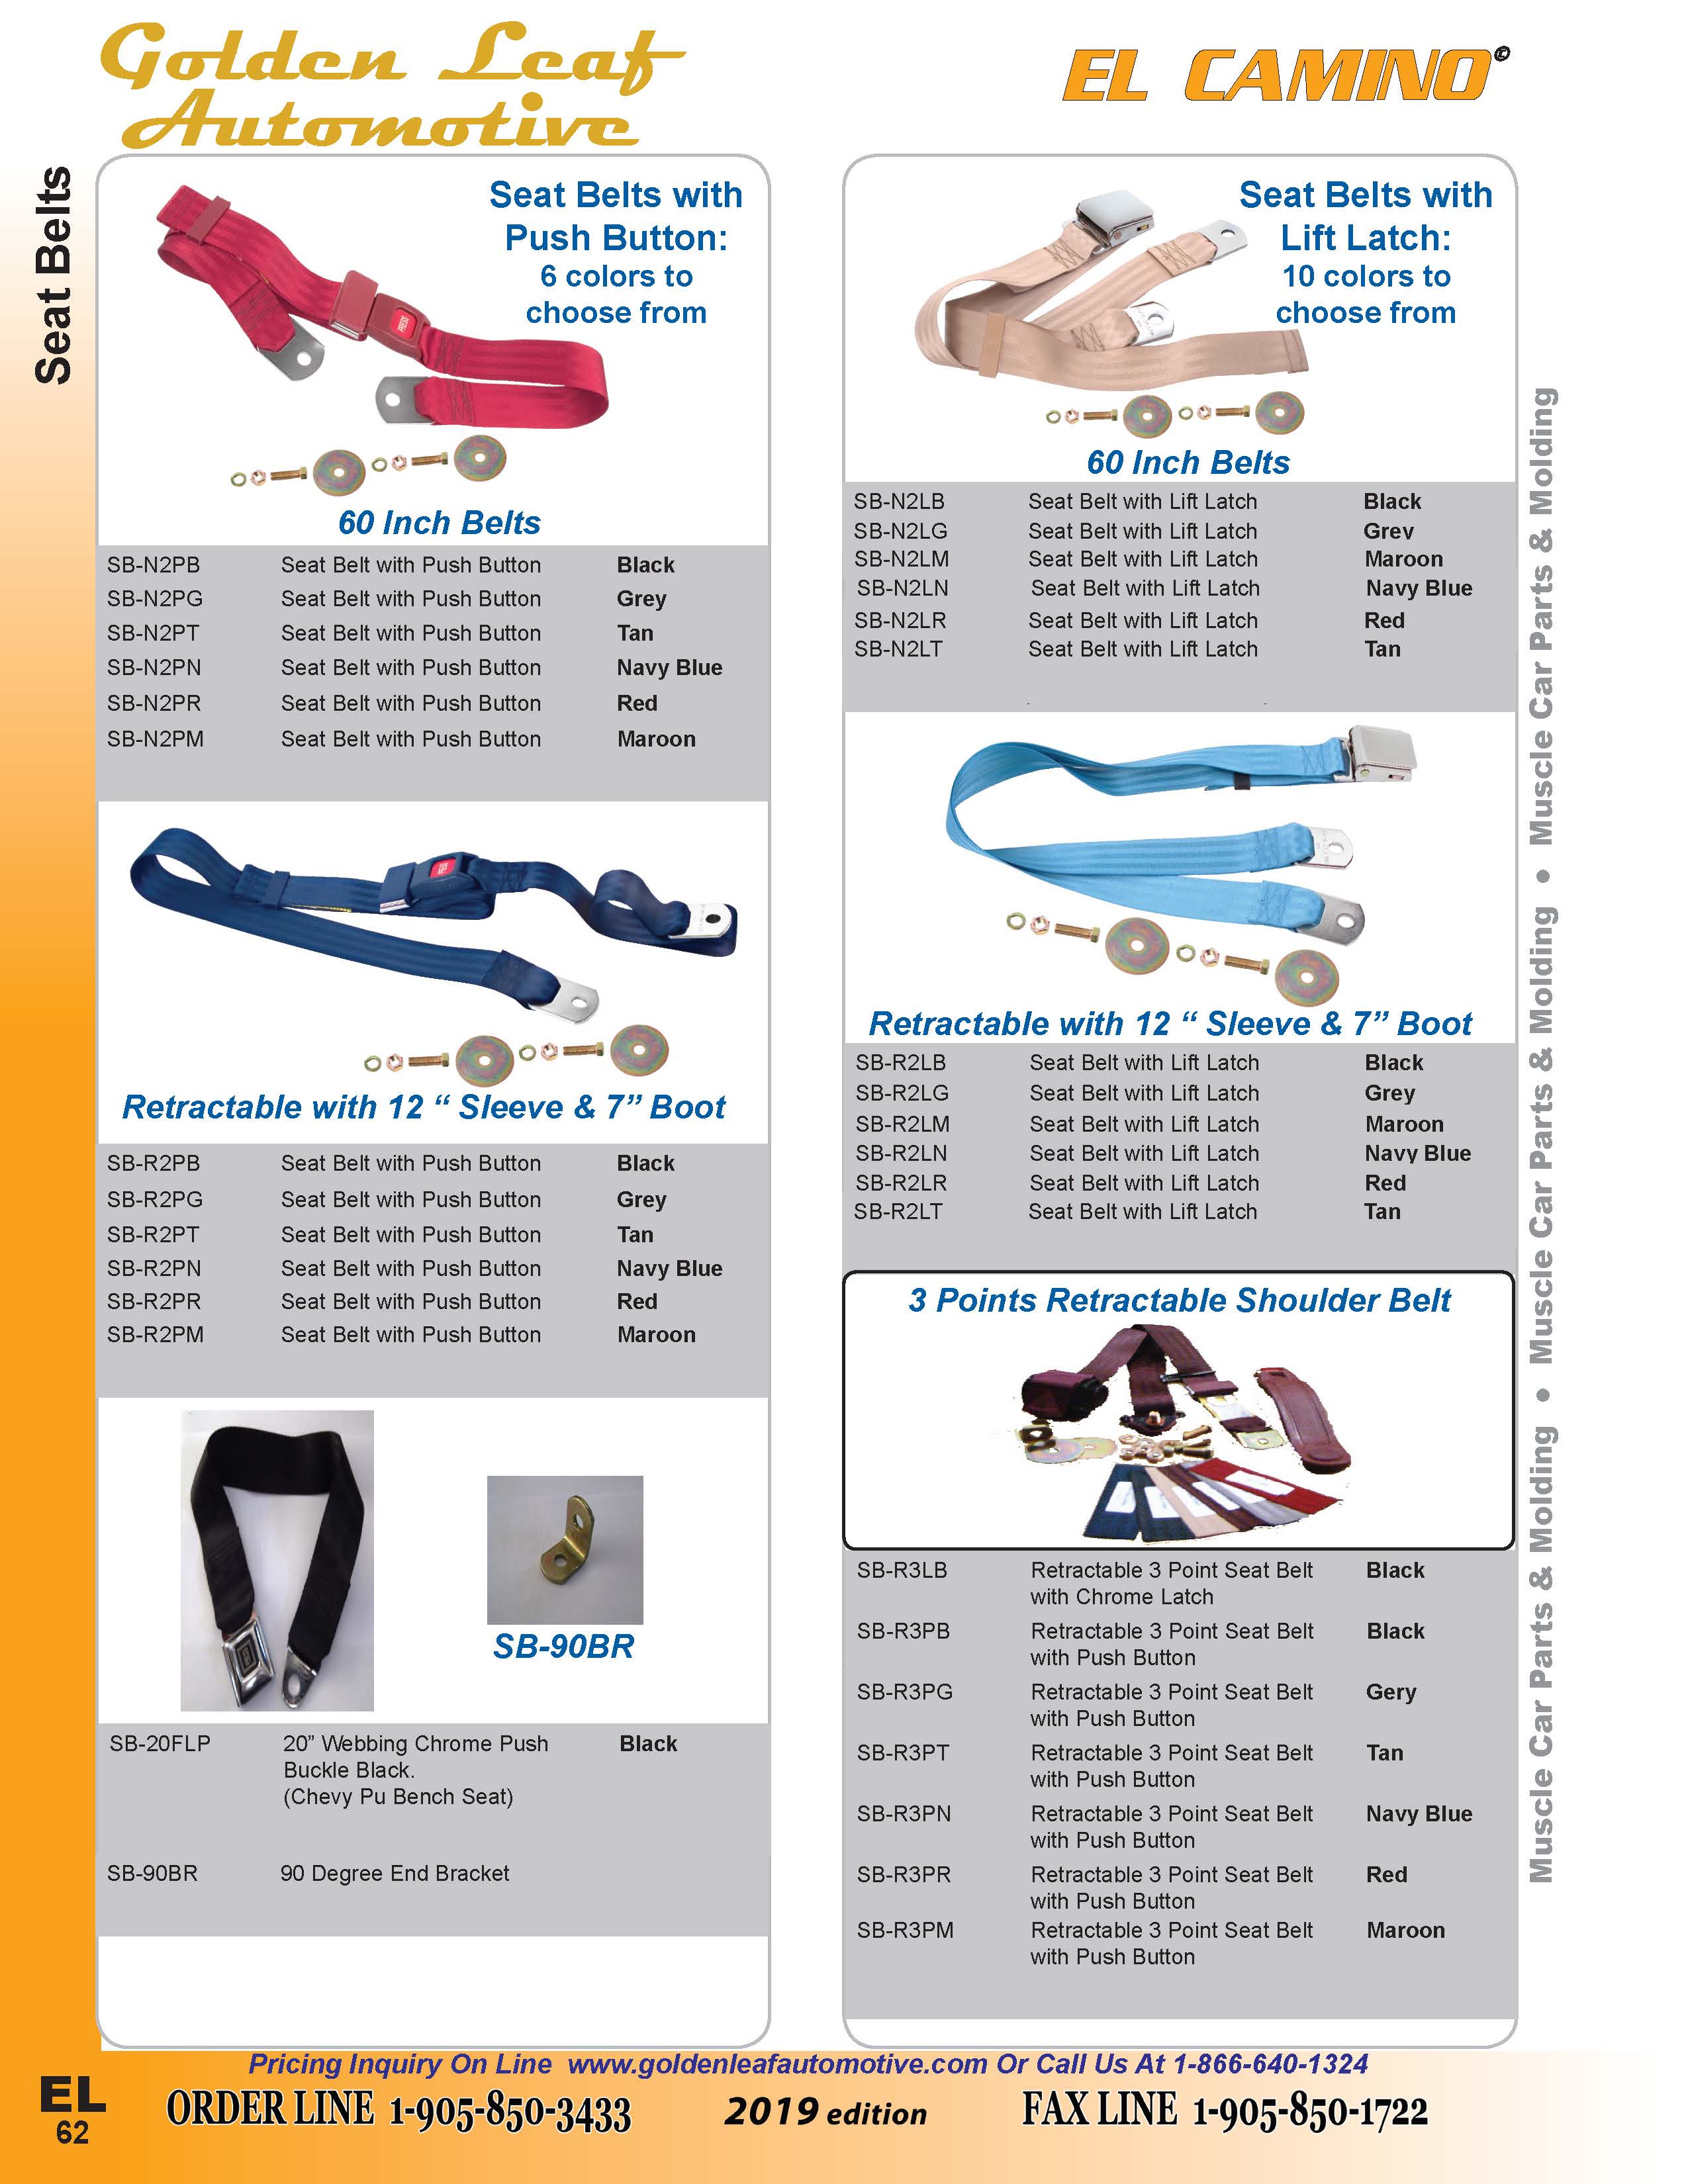 Golden Leaf
Automotive
EL CAMINO©
Seat Belts
Seat Belts with
Push Button:
6 colors to
choose from
PRESS
60 Inch Belts
SB-N2PB Seat Belt with Push Button Black
SB-N2PG Seat Belt with Push Button Grey
SB-N2PT Seat Belt with Push Button Tan
SB-N2PN Seat Belt with Push Button Navy Blue
SB-N2PR Seat Belt with Push Button Red
SB-N2PM Seat Belt with Push Button Maroon
PRESS
Retractable with 12 “ Sleeve & 7” Boot
SB-R2PB Seat Belt with Push Button Black
SB-R2PG Seat Belt with Push Button Grey
SB-R2PT Seat Belt with Push Button Tan
SB-R2PN Seat Belt with Push Button Navy Blue
SB-R2PR Seat Belt with Push Button Red
SB-R2PM Seat Belt with Push Button Maroon
SB-90BR
SB-20FLP 20” Webbing Chrome Push Black
Buckle Black.
(Chevy Pu Bench Seat)
SB-90BR 90 Degree End Bracket
Seat Belts with
Lift Latch:
10 colors to
choose from
60 Inch Belts
SB-N2LB Seat Belt with Lift Latch Black
SB-N2LG Seat Belt with Lift Latch Grey
SB-N2LM Seat Belt with Lift Latch Maroon
SB-N2LN Seat Belt with Lift Latch Navy Blue
SB-N2LR Seat Belt with Lift Latch Red
SB-N2LT Seat Belt with Lift Latch Tan
Retractable with 12 “ Sleeve & 7” Boot
SB-R2LB Seat Belt with Lift Latch Black
SB-R2LG Seat Belt with Lift Latch Grey
SB-R2LM Seat Belt with Lift Latch Maroon
SB-R2LN Seat Belt with Lift Latch Navy Blue
SB-R2LR Seat Belt with Lift Latch Red
SB-R2LT Seat Belt with Lift Latch Tan
3 Points Retractable Shoulder Belt
SB-R3LB Retractable 3 Point Seat Belt Black
with Chrome Latch
SB-R3PB Retractable 3 Point Seat Belt Black
with Push Button
SB-R3PG Retractable 3 Point Seat Belt Gery
with Push Button
SB-R3PT Retractable 3 Point Seat Belt Tan
with Push Button
SB-R3PN Retractable 3 Point Seat Belt Navy Blue
with Push Button
SB-R3PR Retractable 3 Point Seat Belt Red
with Push Button
SB-R3PM Retractable 3 Point Seat Belt Maroon
with Push Button
Muscle Car Parts & Molding • Muscle Car Parts & Molding • Muscle Car Parts & Molding
Pricing Inquiry On Line www.goldenleafautomotive.com Or Call Us At 1-866-640-1324
EL
62
ORDER LINE 1-905-850-3433 2019 edition FAX LINE 1-905-850-1722